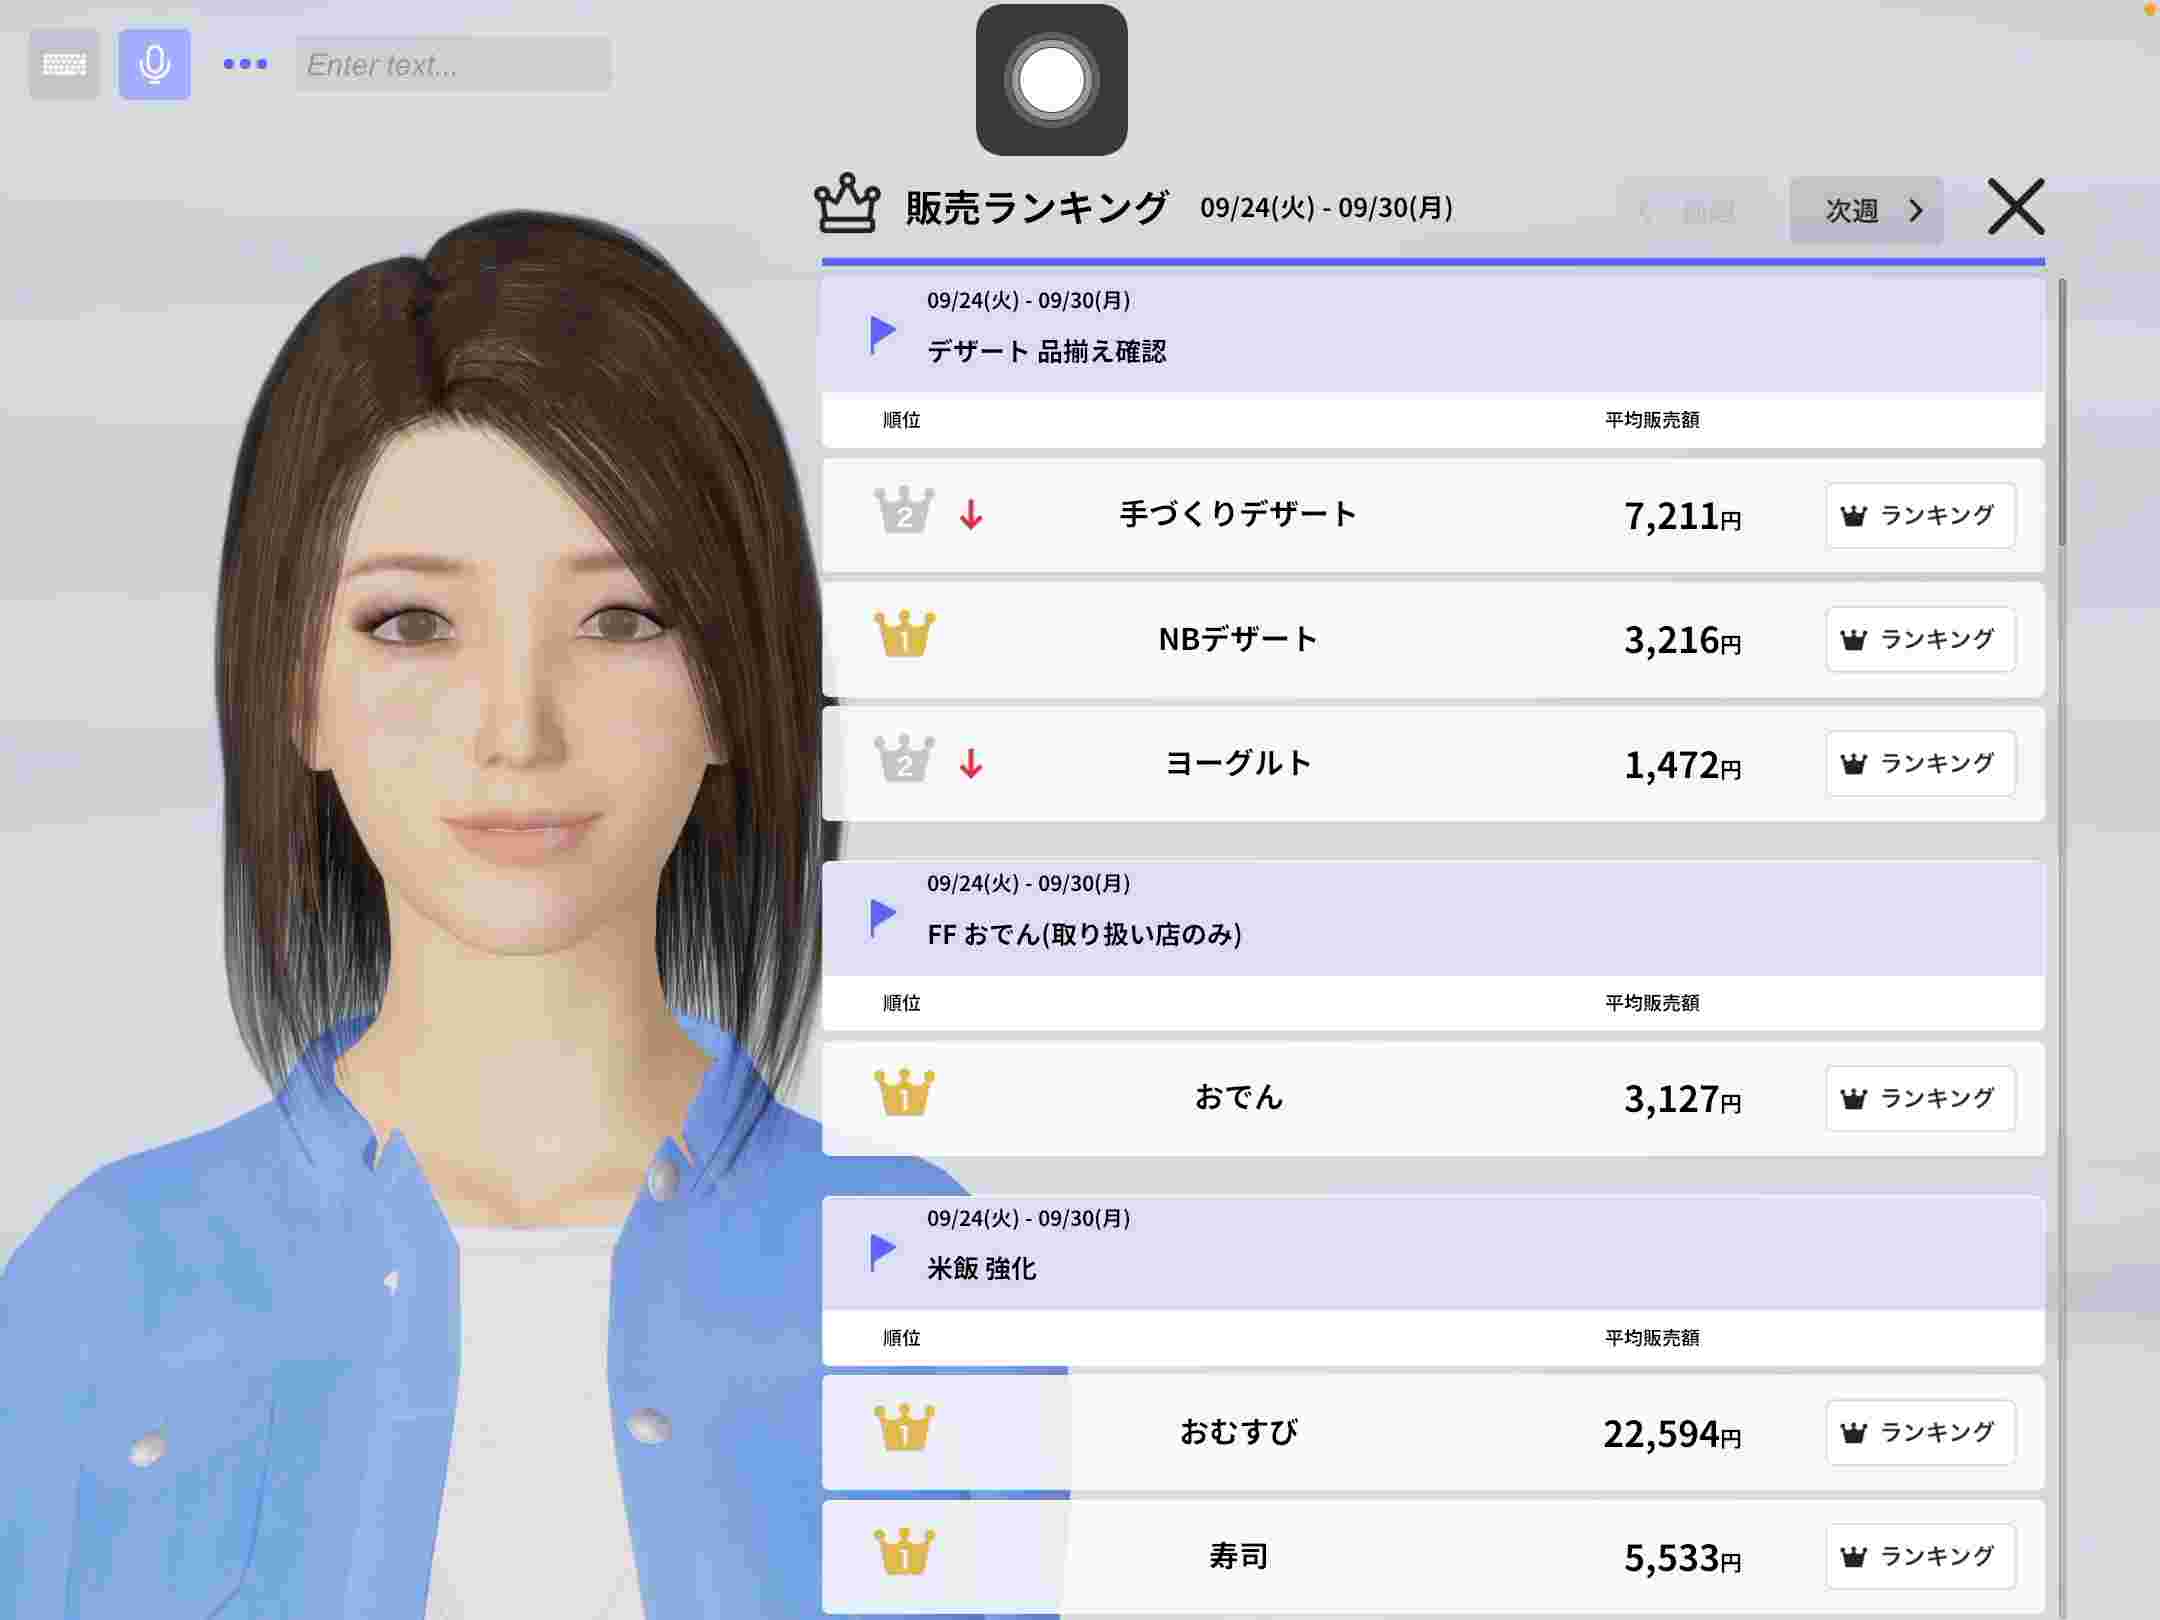 Enter text...
販売ランキング 09/24(火) - 09/30(月)
前週
次週
09/24(火) - 09/30(月)
デザート 品揃え確認
順位 平均販売額
2 手づくりデザート 7,211円 ランキング
1 NBデザート 3,216円 ランキング
2 ヨーグルト 1,472円 ランキング
09/24(火) - 09/30(月)
FF おでん(取り扱い店のみ)
順位 平均販売額
1 おでん 3,127円 ランキング
09/24(火) - 09/30(月)
米飯 強化
順位 平均販売額
1 おむすび 22,594円 ランキング
1 寿司 5,533円 ランキング